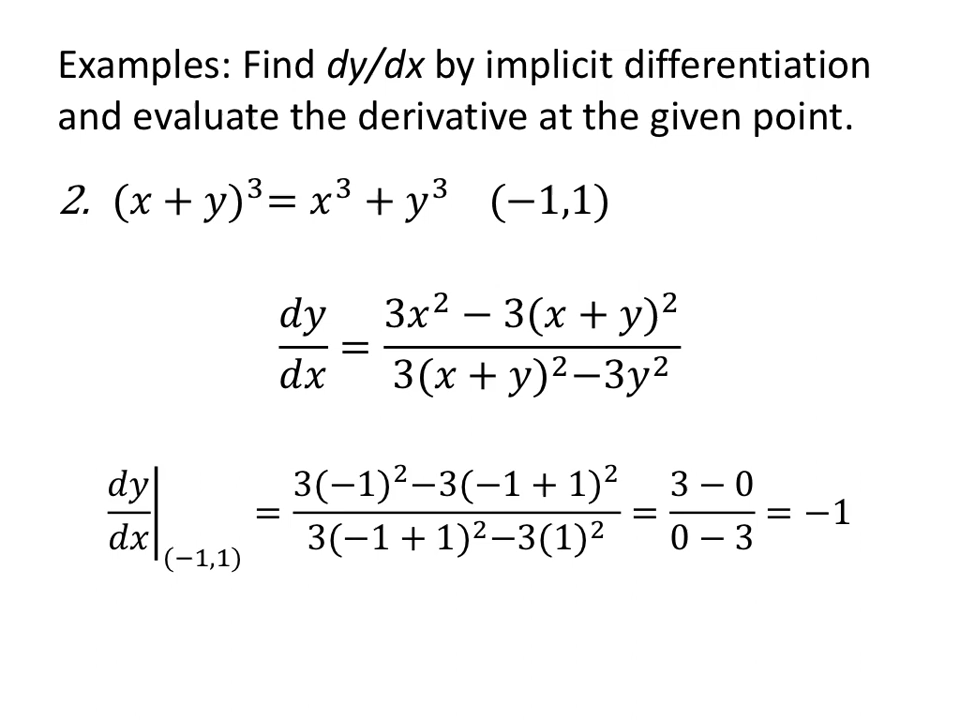 Examples: Find dy/dx by implicit differentiation
and evaluate the derivative at the given point.
2. (x + y)³= x³ + y³ (−1,1)
dy/dx = (3x² − 3(x + y)²)/(3(x + y)²−3y²)
dy/dx|(−1,1) = (3(−1)²−3(−1 + 1)²)/(3(−1 + 1)²−3(1)²) = (3 − 0)/(0 − 3) = −1